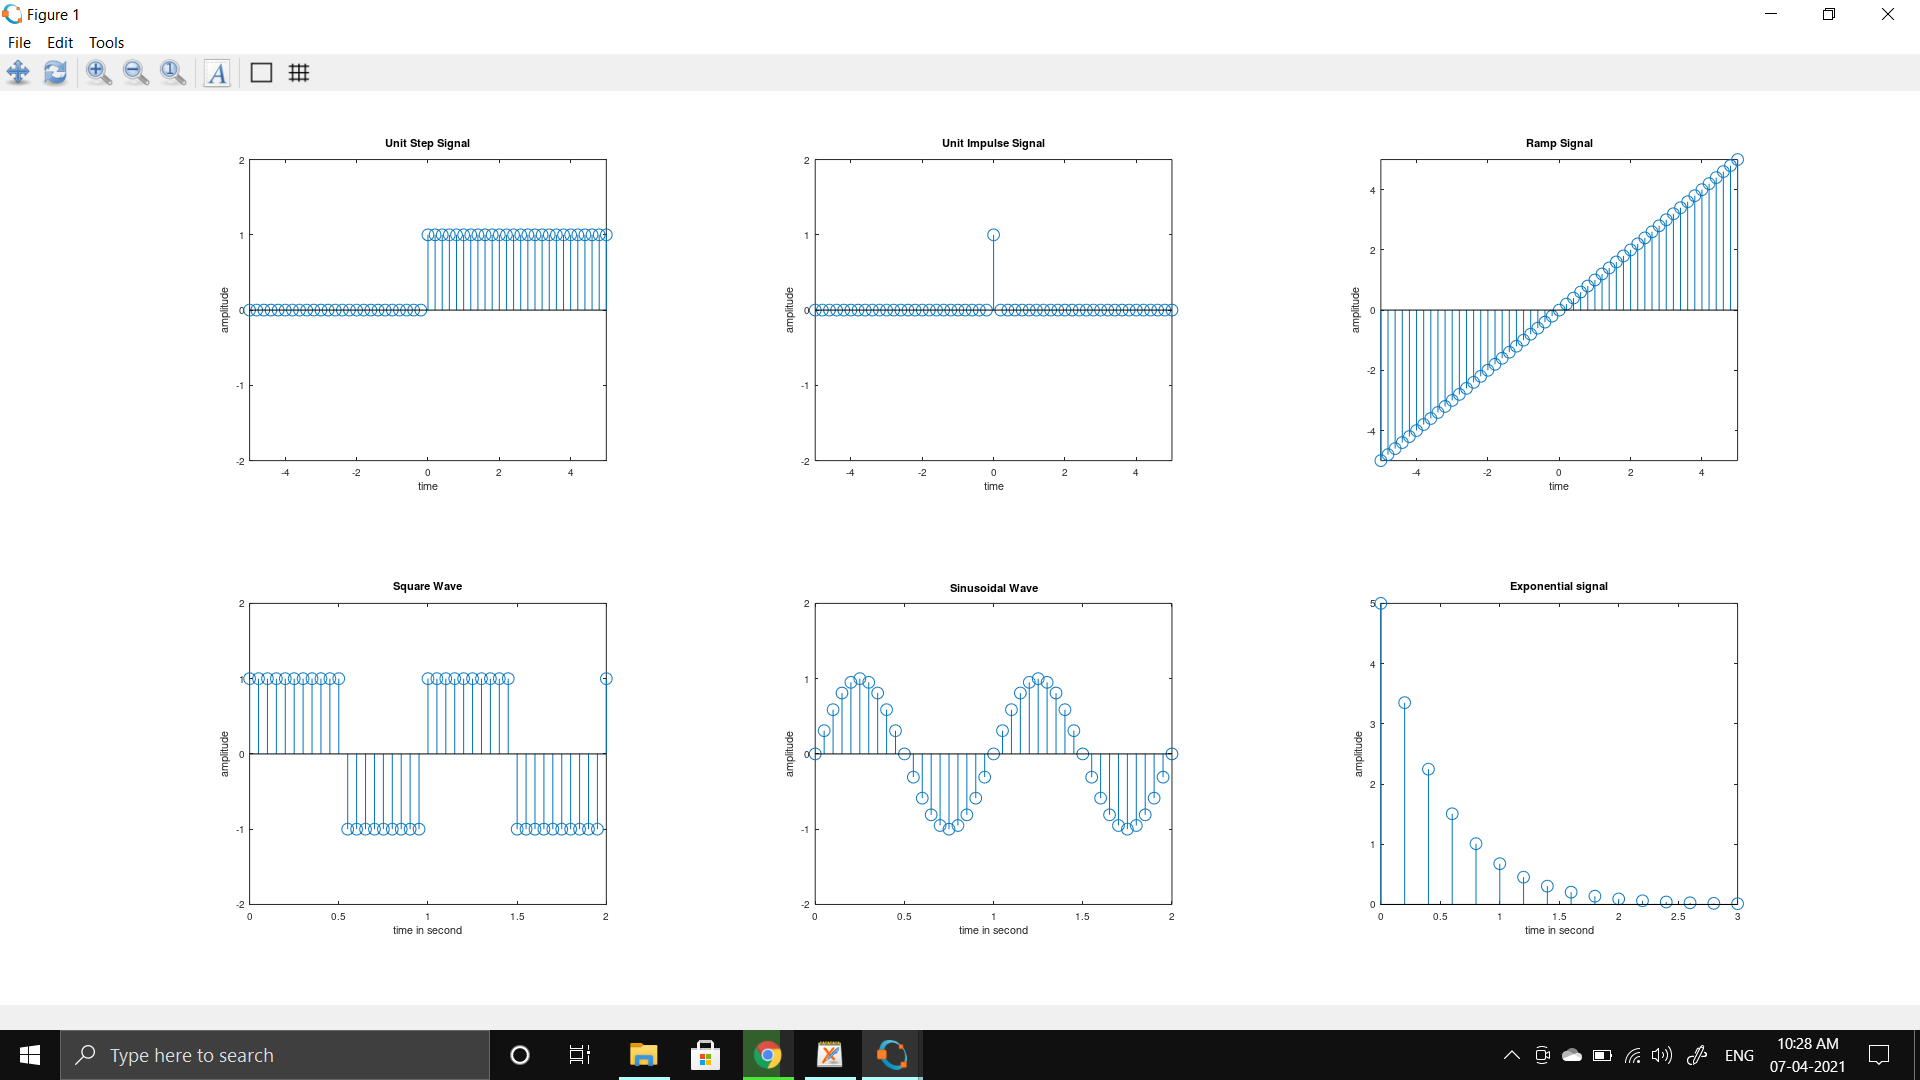 Figure 1
File Edit Tools
A
Unit Step Signal
2
1
0
-1
-2
-4 -2 0 2 4
time
amplitude
Unit Impulse Signal
2
1
0
-1
-2
-4 -2 0 2 4
time
amplitude
Ramp Signal
4
2
0
-2
-4
-4 -2 0 2 4
time
amplitude
Square Wave
2
1
0
-1
-2
0 0.5 1 1.5 2
time in second
amplitude
Sinusoidal Wave
2
1
0
-1
-2
0 0.5 1 1.5 2
time in second
amplitude
Exponential signal
5
4
3
2
1
0
0 0.5 1 1.5 2 2.5 3
time in second
amplitude
Type here to search
ENG
10:28 AM
07-04-2021